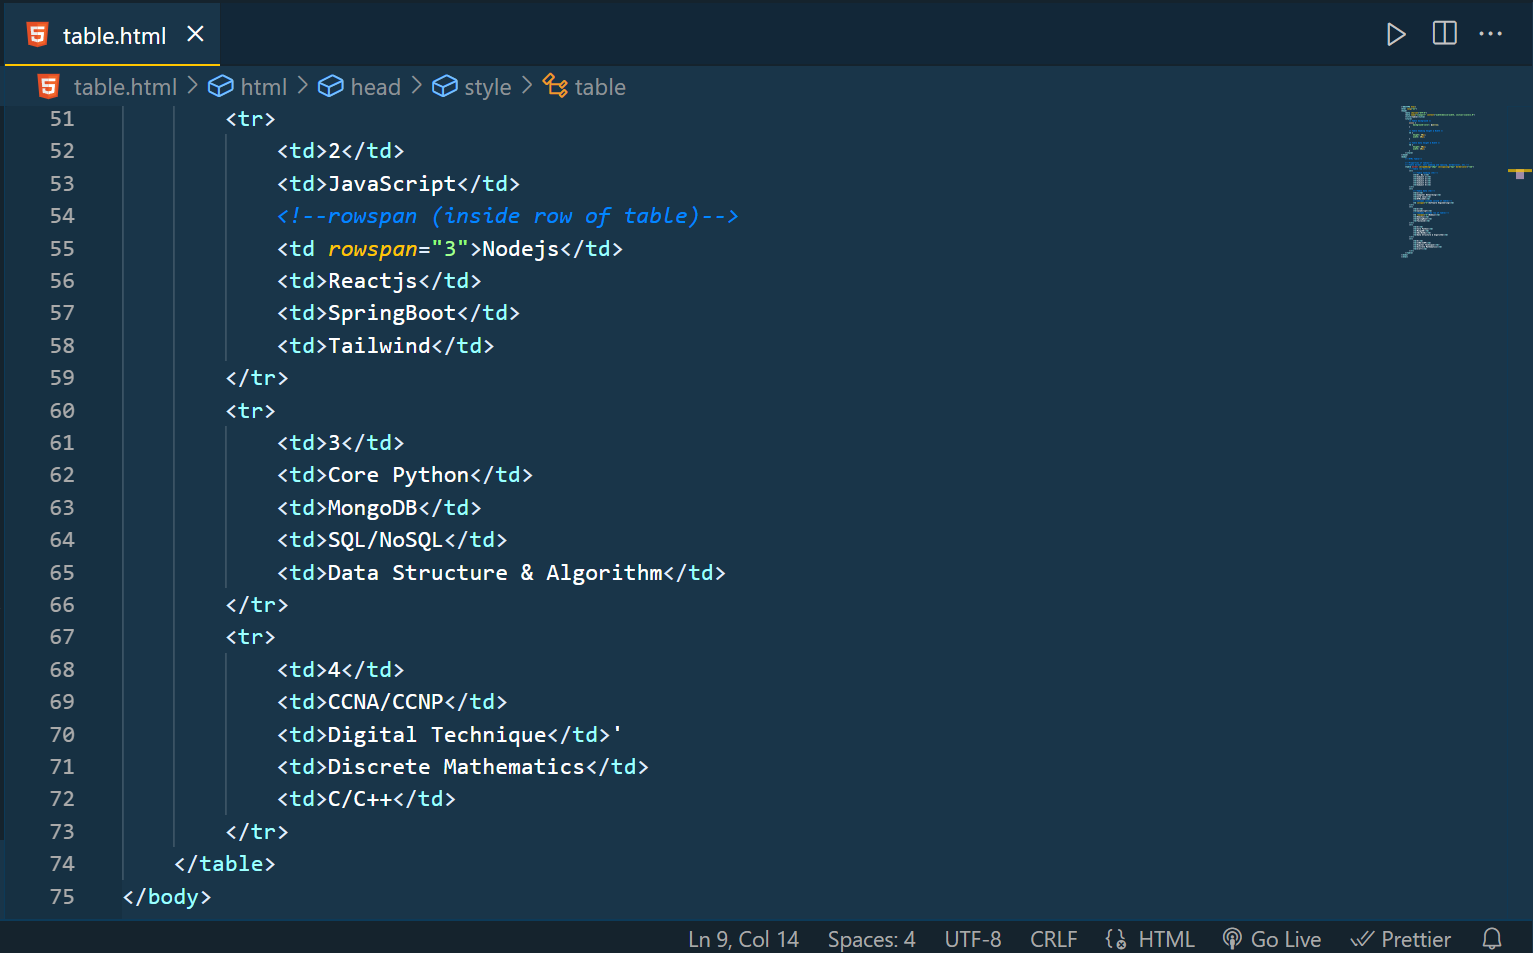 table.html
table.html > html > head > style > table
51 <tr>
52 <td>2</td>
53 <td>JavaScript</td>
54 <!--rowspan (inside row of table)-->
55 <td rowspan="3">Nodejs</td>
56 <td>Reactjs</td>
57 <td>SpringBoot</td>
58 <td>Tailwind</td>
59 </tr>
60 <tr>
61 <td>3</td>
62 <td>Core Python</td>
63 <td>MongoDB</td>
64 <td>SQL/NoSQL</td>
65 <td>Data Structure & Algorithm</td>
66 </tr>
67 <tr>
68 <td>4</td>
69 <td>CCNA/CCNP</td>
70 <td>Digital Technique</td>'
71 <td>Discrete Mathematics</td>
72 <td>C/C++</td>
73 </tr>
74 </table>
75 </body>
Ln 9, Col 14 Spaces: 4 UTF-8 CRLF HTML Go Live Prettier